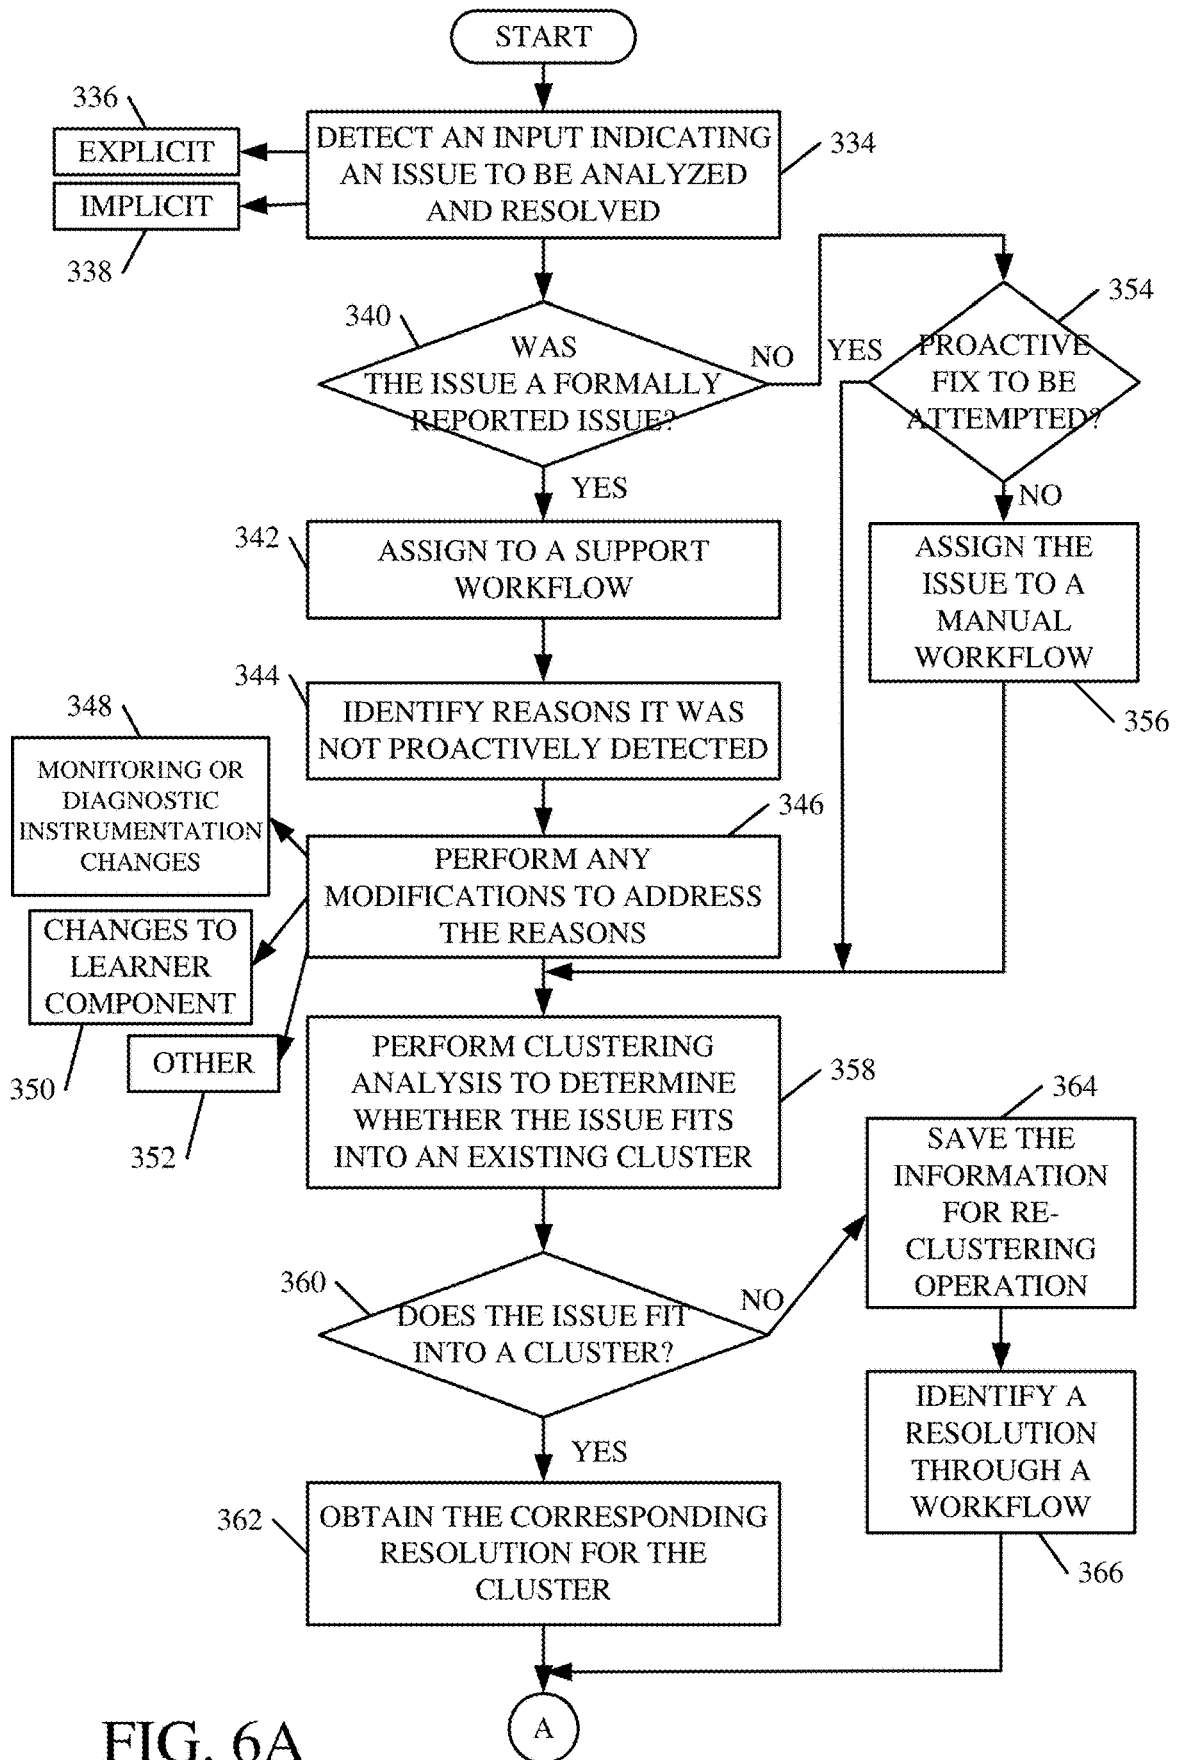 START
336
EXPLICIT
DETECT AN INPUT INDICATING
AN ISSUE TO BE ANALYZED
AND RESOLVED
334
IMPLICIT
338
340
WAS
THE ISSUE A FORMALLY
REPORTED ISSUE?
NO
YES
354
PROACTIVE
FIX TO BE
ATTEMPTED?
YES
NO
342
ASSIGN TO A SUPPORT
WORKFLOW
ASSIGN THE
ISSUE TO A
MANUAL
WORKFLOW
356
344
IDENTIFY REASONS IT WAS
NOT PROACTIVELY DETECTED
348
MONITORING OR
DIAGNOSTIC
INSTRUMENTATION
CHANGES
346
PERFORM ANY
MODIFICATIONS TO ADDRESS
THE REASONS
CHANGES TO
LEARNER
COMPONENT
350
OTHER
352
PERFORM CLUSTERING
ANALYSIS TO DETERMINE
WHETHER THE ISSUE FITS
INTO AN EXISTING CLUSTER
358
364
SAVE THE
INFORMATION
FOR RE-
CLUSTERING
OPERATION
360
DOES THE ISSUE FIT
INTO A CLUSTER?
NO
YES
IDENTIFY A
RESOLUTION
THROUGH A
WORKFLOW
366
362
OBTAIN THE CORRESPONDING
RESOLUTION FOR THE
CLUSTER
A
FIG. 6A